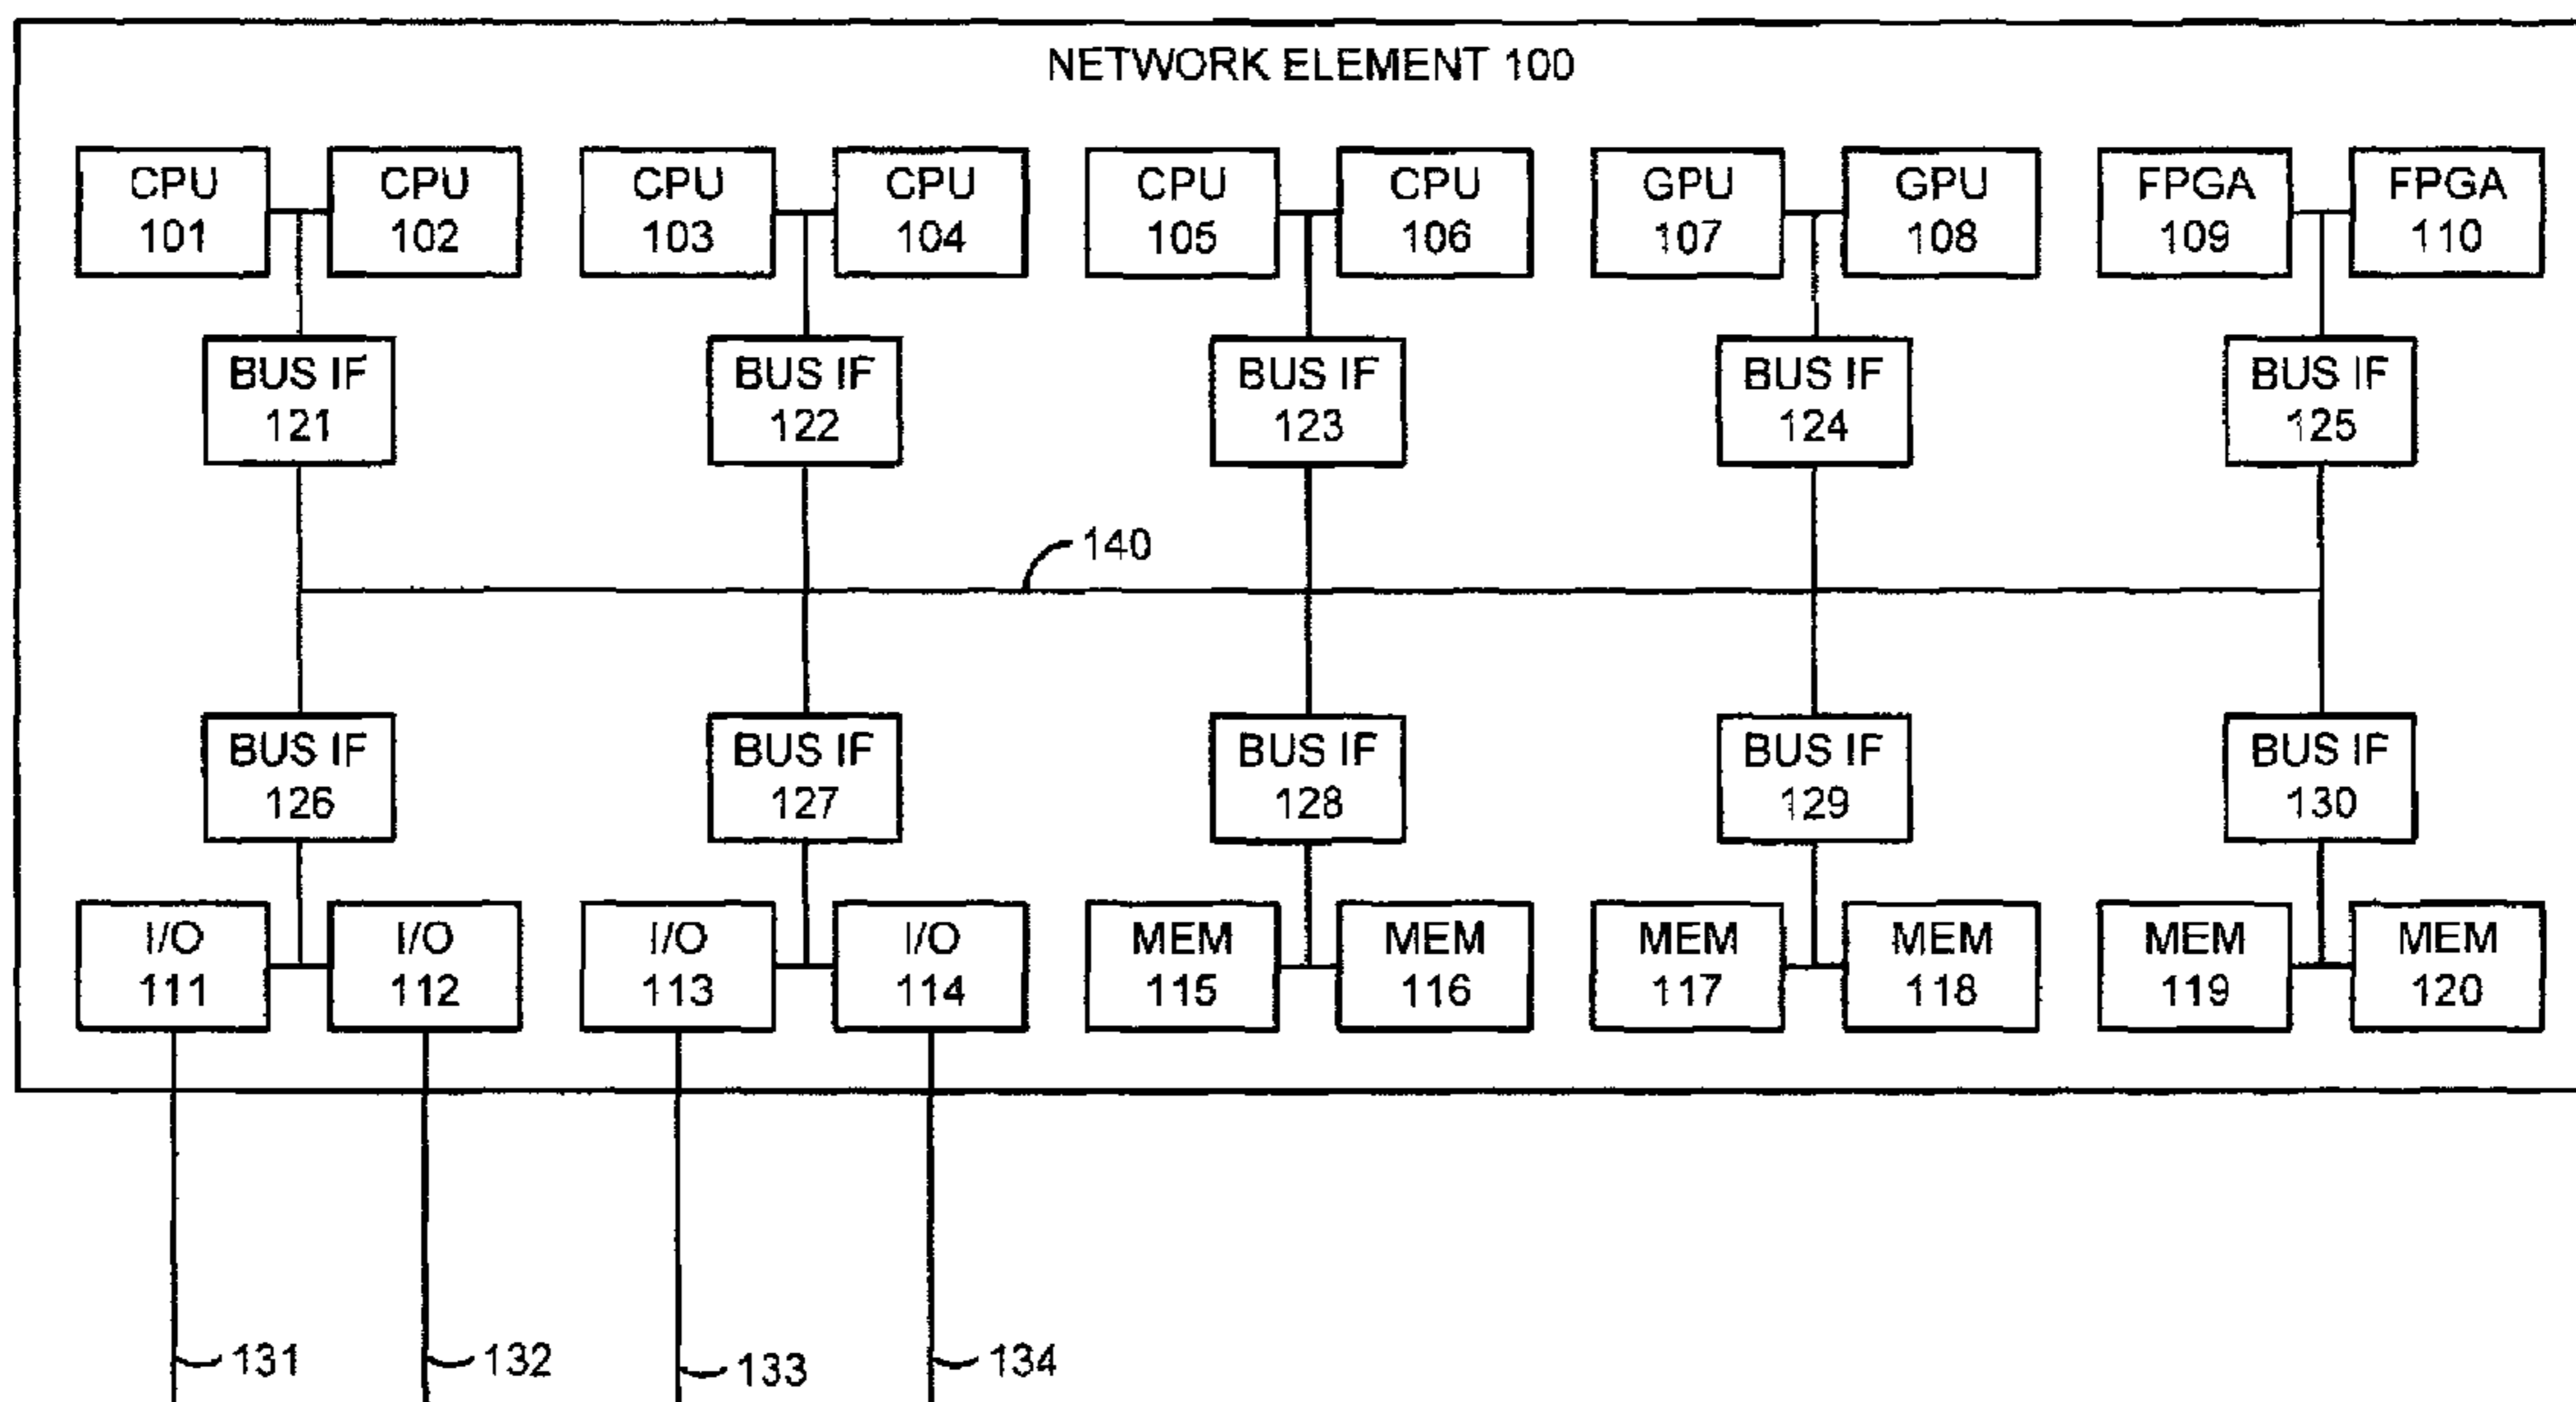 NETWORK ELEMENT 100
CPU
101
CPU
102
CPU
103
CPU
104
CPU
105
CPU
106
GPU
107
GPU
108
FPGA
109
FPGA
110
BUS IF
121
BUS IF
122
BUS IF
123
BUS IF
124
BUS IF
125
140
BUS IF
126
BUS IF
127
BUS IF
128
BUS IF
129
BUS IF
130
I/O
111
I/O
112
I/O
113
I/O
114
MEM
115
MEM
116
MEM
117
MEM
118
MEM
119
MEM
120
131
132
133
134